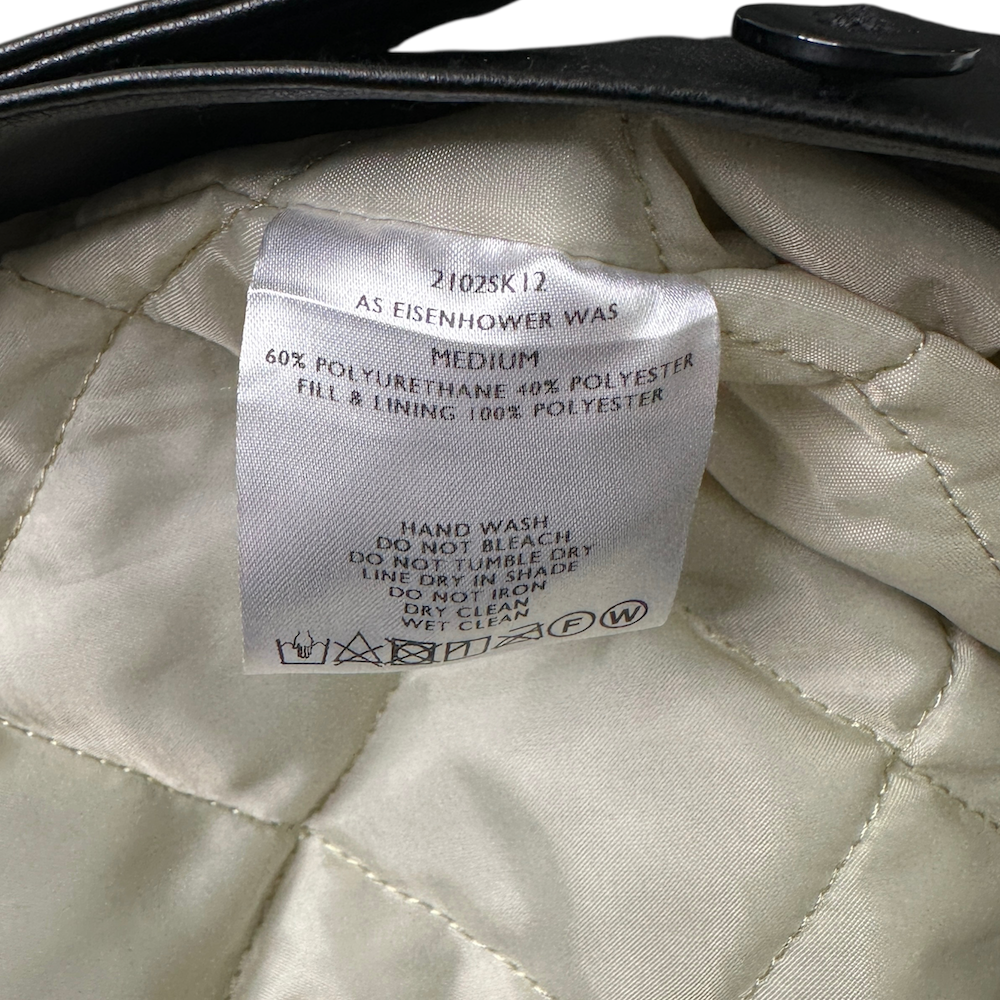 2102SK12
AS EISENHOWER WAS
MEDIUM
60% POLYURETHANE 40% POLYESTER
FILL & LINING 100% POLYESTER
HAND WASH
DO NOT BLEACH
DO NOT TUMBLE DRY
LINE DRY IN SHADE
DO NOT IRON
DRY CLEAN
WET CLEAN
F W